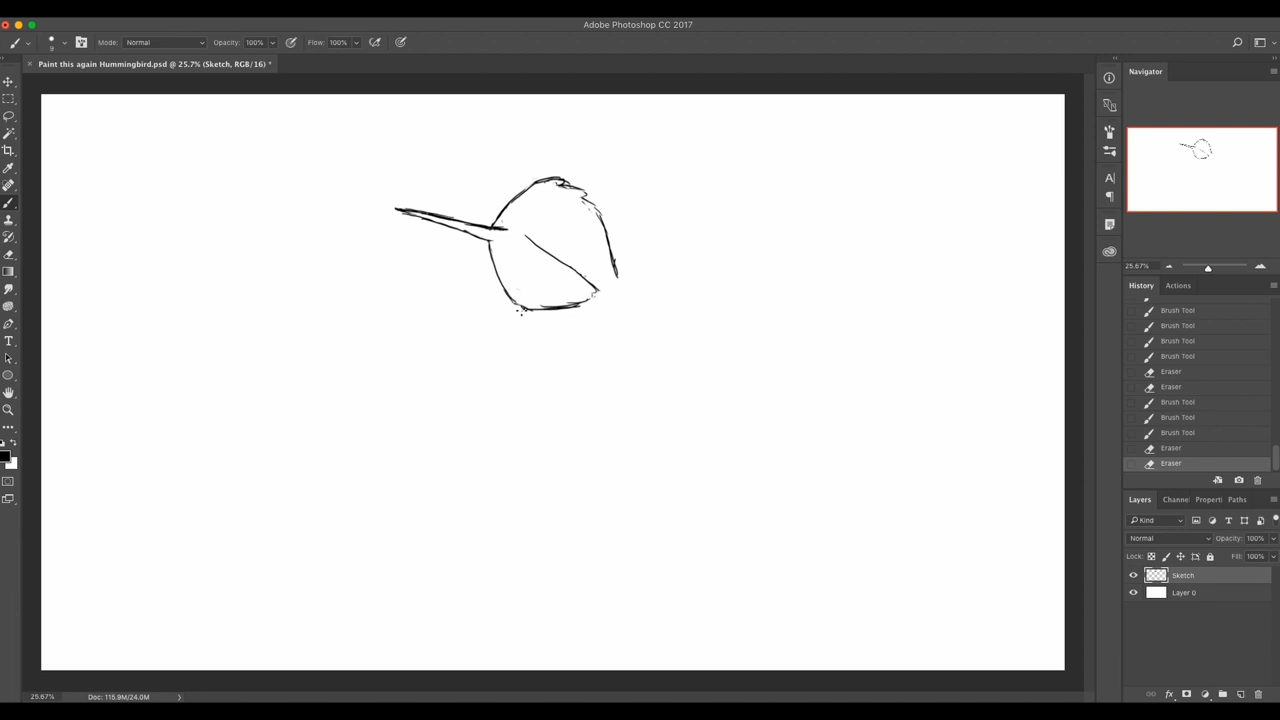 Adobe Photoshop CC 2017
Mode: Normal Opacity: 100% Flow: 100%
Paint this again Hummingbird.psd @ 25.7% (Sketch, RGB/16) *
Navigator
25.67%
History Actions
Brush Tool
Brush Tool
Brush Tool
Brush Tool
Eraser
Eraser
Brush Tool
Brush Tool
Brush Tool
Eraser
Eraser
Layers Channe Properti Paths
Kind
Normal Opacity: 100%
Lock: Fill: 100%
Sketch
Layer 0
25.67% Doc: 115.9M/24.0M